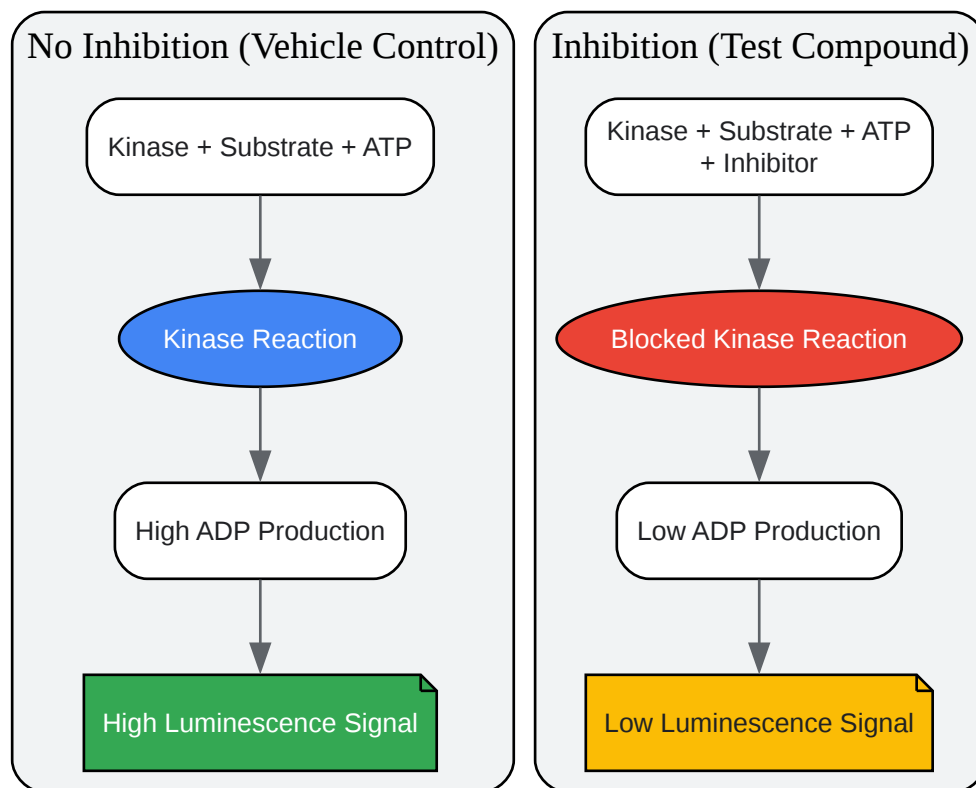 No Inhibition (Vehicle Control)
Kinase + Substrate + ATP
Kinase Reaction
High ADP Production
High Luminescence Signal
Inhibition (Test Compound)
Kinase + Substrate + ATP
+ Inhibitor
Blocked Kinase Reaction
Low ADP Production
Low Luminescence Signal